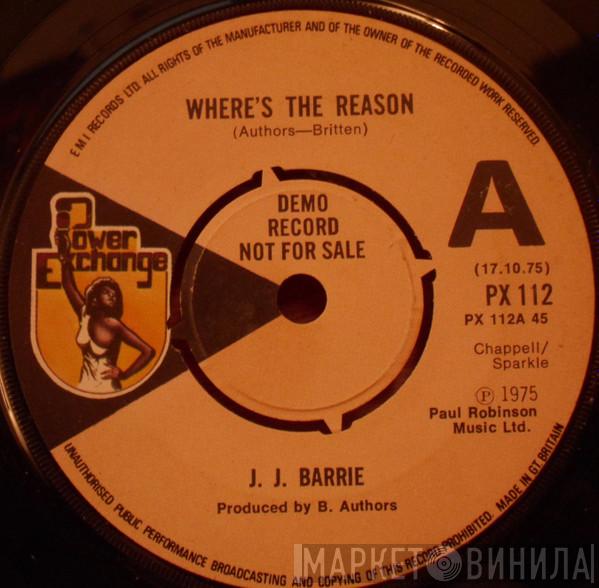 E M I RECORDS LTD. ALL RIGHTS OF THE MANUFACTURER AND OF THE OWNER OF THE RECORDED WORK RESERVED.
WHERE'S THE REASON
(Authors—Britten)
A
DEMO
RECORD
NOT FOR SALE
Power
Exchange
(17.10.75)
PX 112
PX 112A 45
Chappell/
Sparkle
Ⓟ 1975
Paul Robinson
Music Ltd.
J. J. BARRIE
Produced by B. Authors
UNAUTHORISED PUBLIC PERFORMANCE BROADCASTING AND COPYING OF THIS RECORD PROHIBITED. MADE IN GT. BRITAIN
МАРКЕТ ВИНИЛА